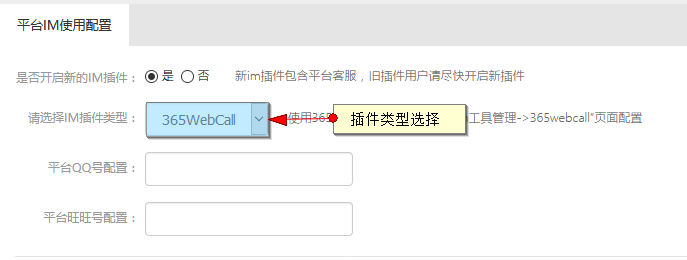 平台IM使用配置
是否开启新的IM插件： 是 否 新im插件包含平台客服，旧插件用户请尽快开启新插件
请选择IM插件类型： 365WebCall 使用365 插件类型选择 工具管理->365webcall"页面配置
平台QQ号配置：
平台旺旺号配置：